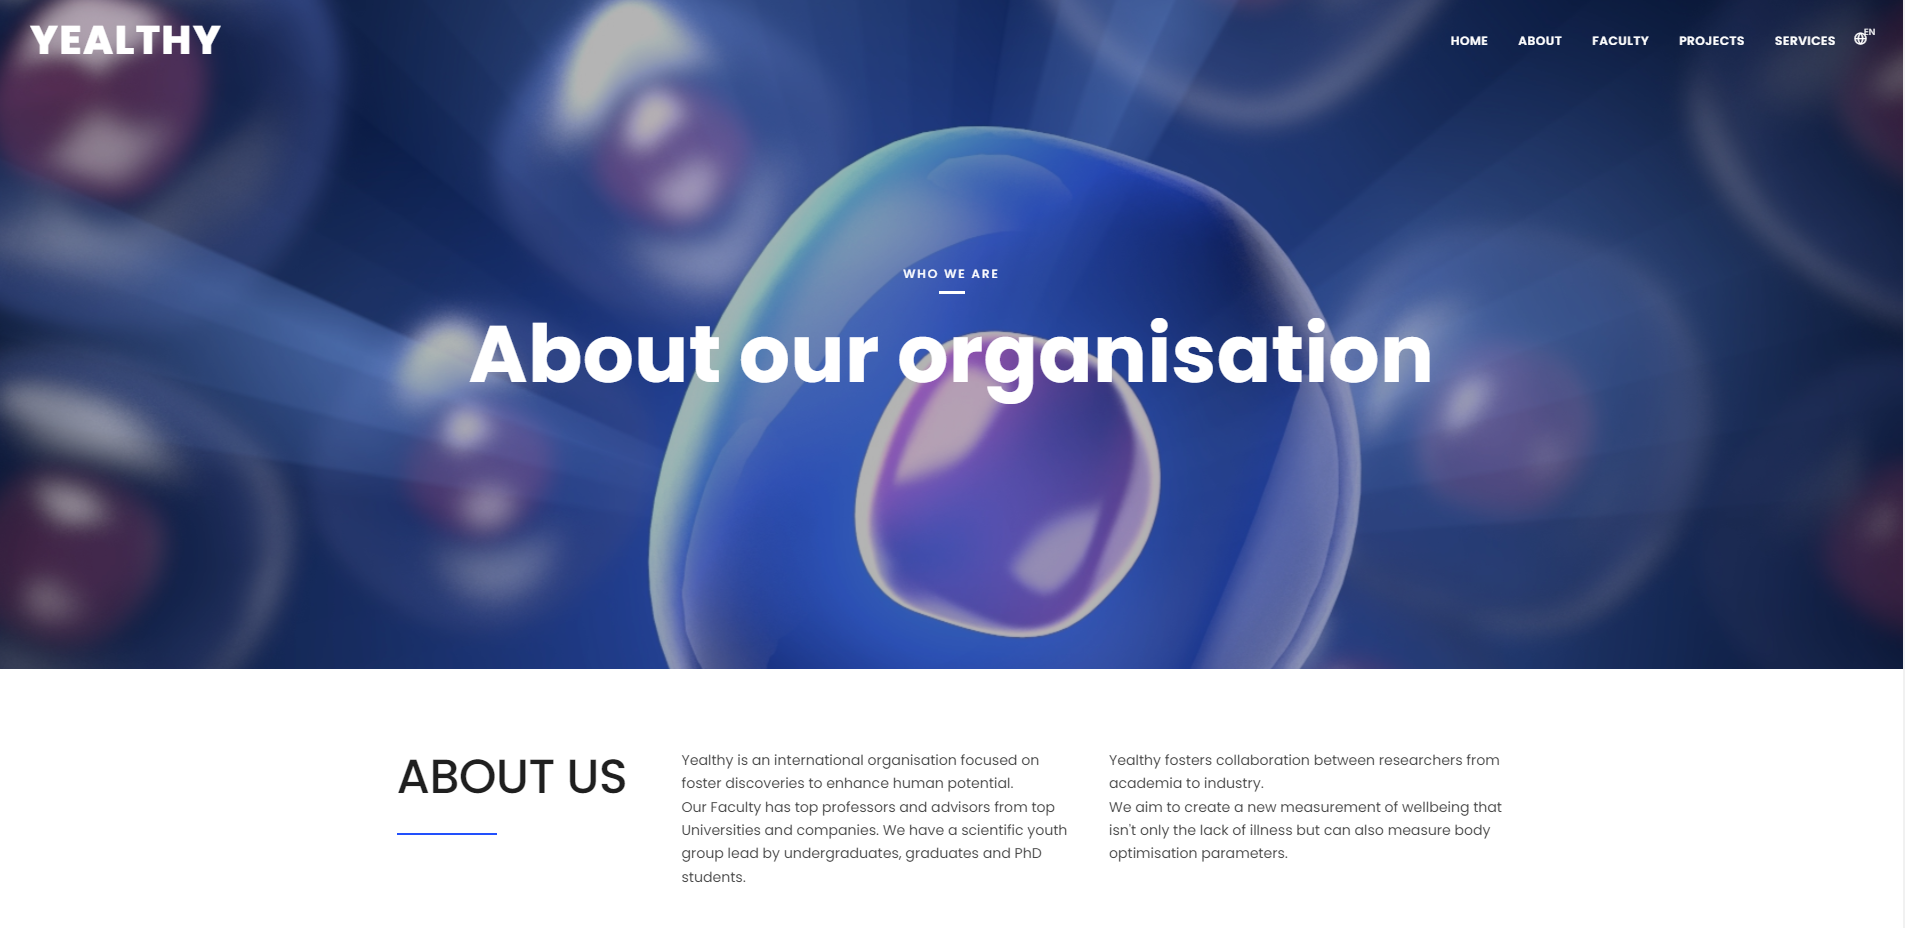 YEALTHY
HOME ABOUT FACULTY PROJECTS SERVICES EN
WHO WE ARE
About our organisation
ABOUT US
Yealthy is an international organisation focused on
foster discoveries to enhance human potential.
Our Faculty has top professors and advisors from top
Universities and companies. We have a scientific youth
group lead by undergraduates, graduates and PhD
students.
Yealthy fosters collaboration between researchers from
academia to industry.
We aim to create a new measurement of wellbeing that
isn't only the lack of illness but can also measure body
optimisation parameters.